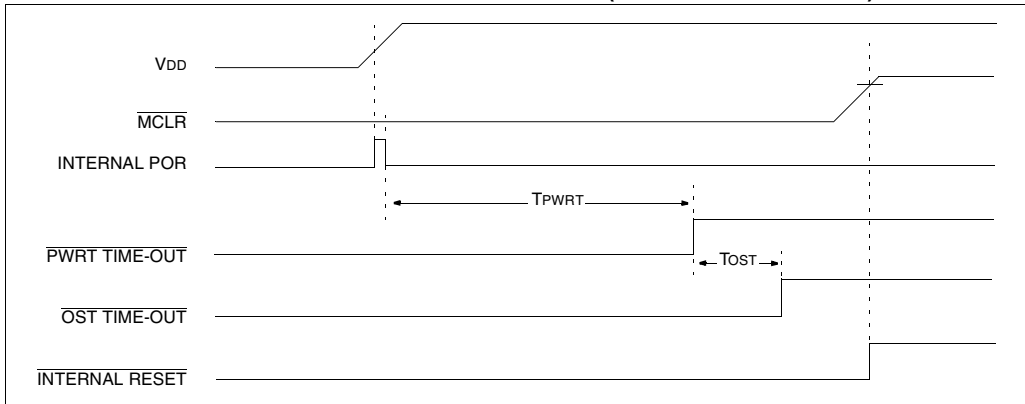 VDD
MCLR
INTERNAL POR
TPWRT
PWRT TIME-OUT
TOST
OST TIME-OUT
INTERNAL RESET